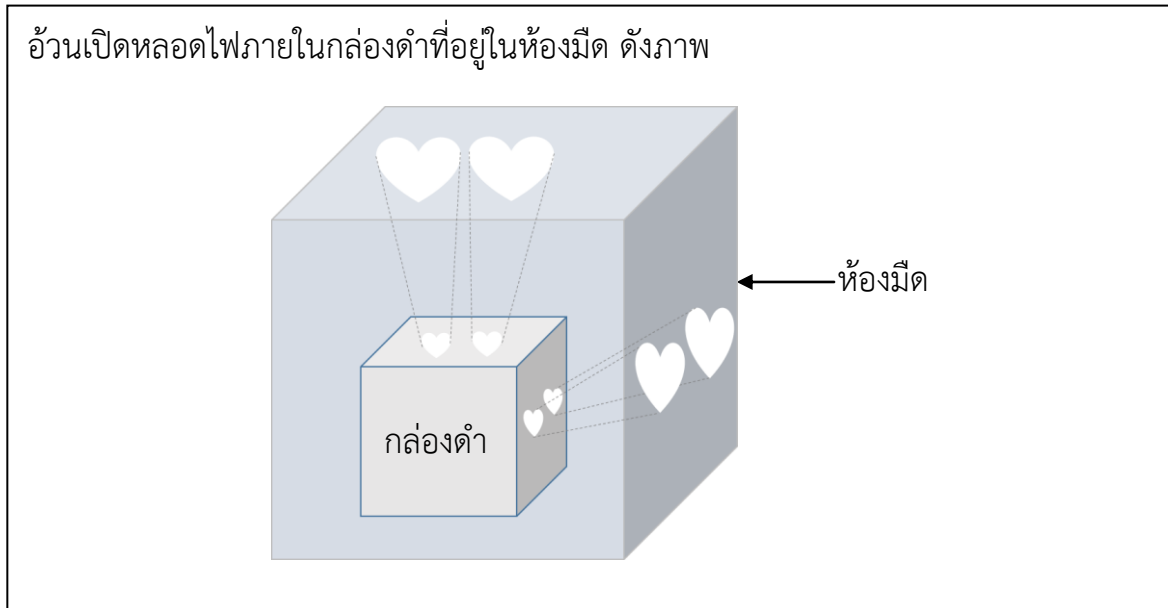 อ้วนเปิดหลอดไฟภายในกล่องดำที่อยู่ในห้องมืด ดังภาพ
ห้องมืด
กล่องดำ